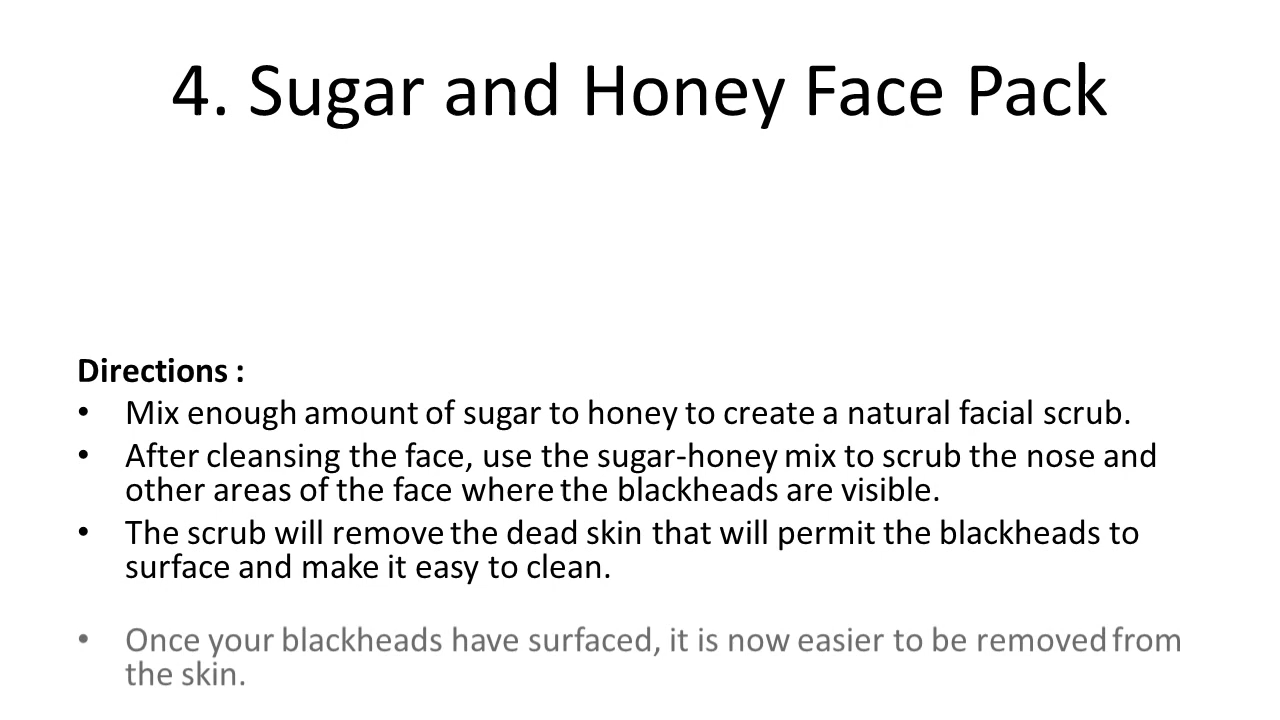 4. Sugar and Honey Face Pack
Directions :
• Mix enough amount of sugar to honey to create a natural facial scrub.
• After cleansing the face, use the sugar-honey mix to scrub the nose and
other areas of the face where the blackheads are visible.
• The scrub will remove the dead skin that will permit the blackheads to
surface and make it easy to clean.
• Once your blackheads have surfaced, it is now easier to be removed from
the skin.